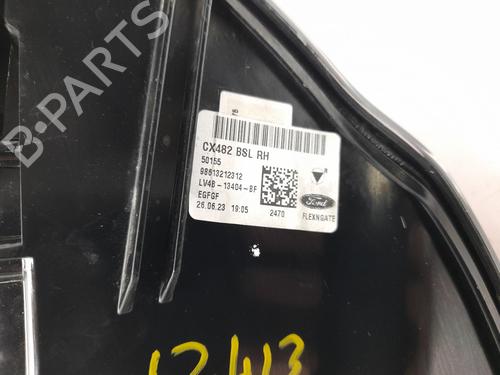 B-PARTS
CX482 BSL RH
50155
98613212312
LV4B-13404-BF
EGFGF
26.06.23 19:05
2470
Ford
FLEXNGATE